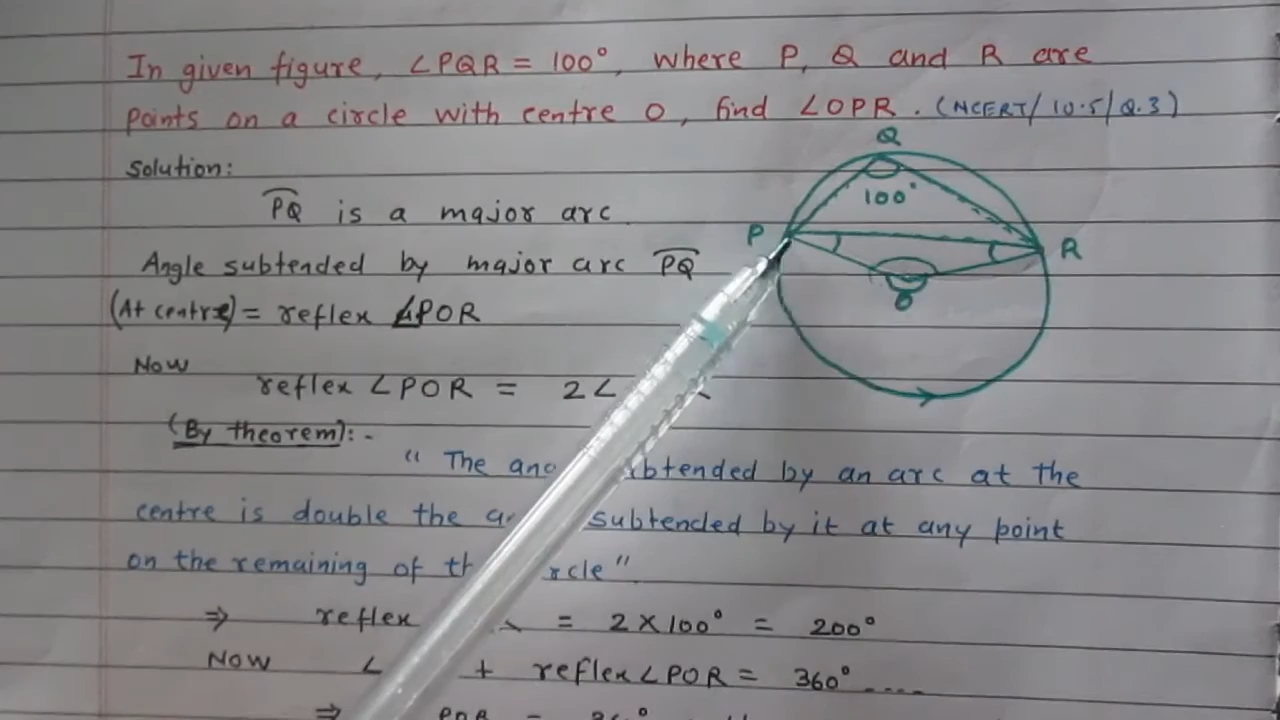 In given figure, ∠PQR = 100°, where P, Q and R are
points on a circle with centre O, find ∠OPR. (NCERT/10.5/Q.3)
Solution:
PQ is a major arc
Angle subtended by major arc PQ
(At centre) = reflex ∠POR
Now
reflex ∠POR = 2∠
(By theorem):-
" The subtended by an arc at the
centre is double the subtended by it at any point
on the remaining of "
⇒ reflex = 2×100° = 200°
Now ∠ + reflex∠POR = 360°....
⇒
Q
100°
P
R
O